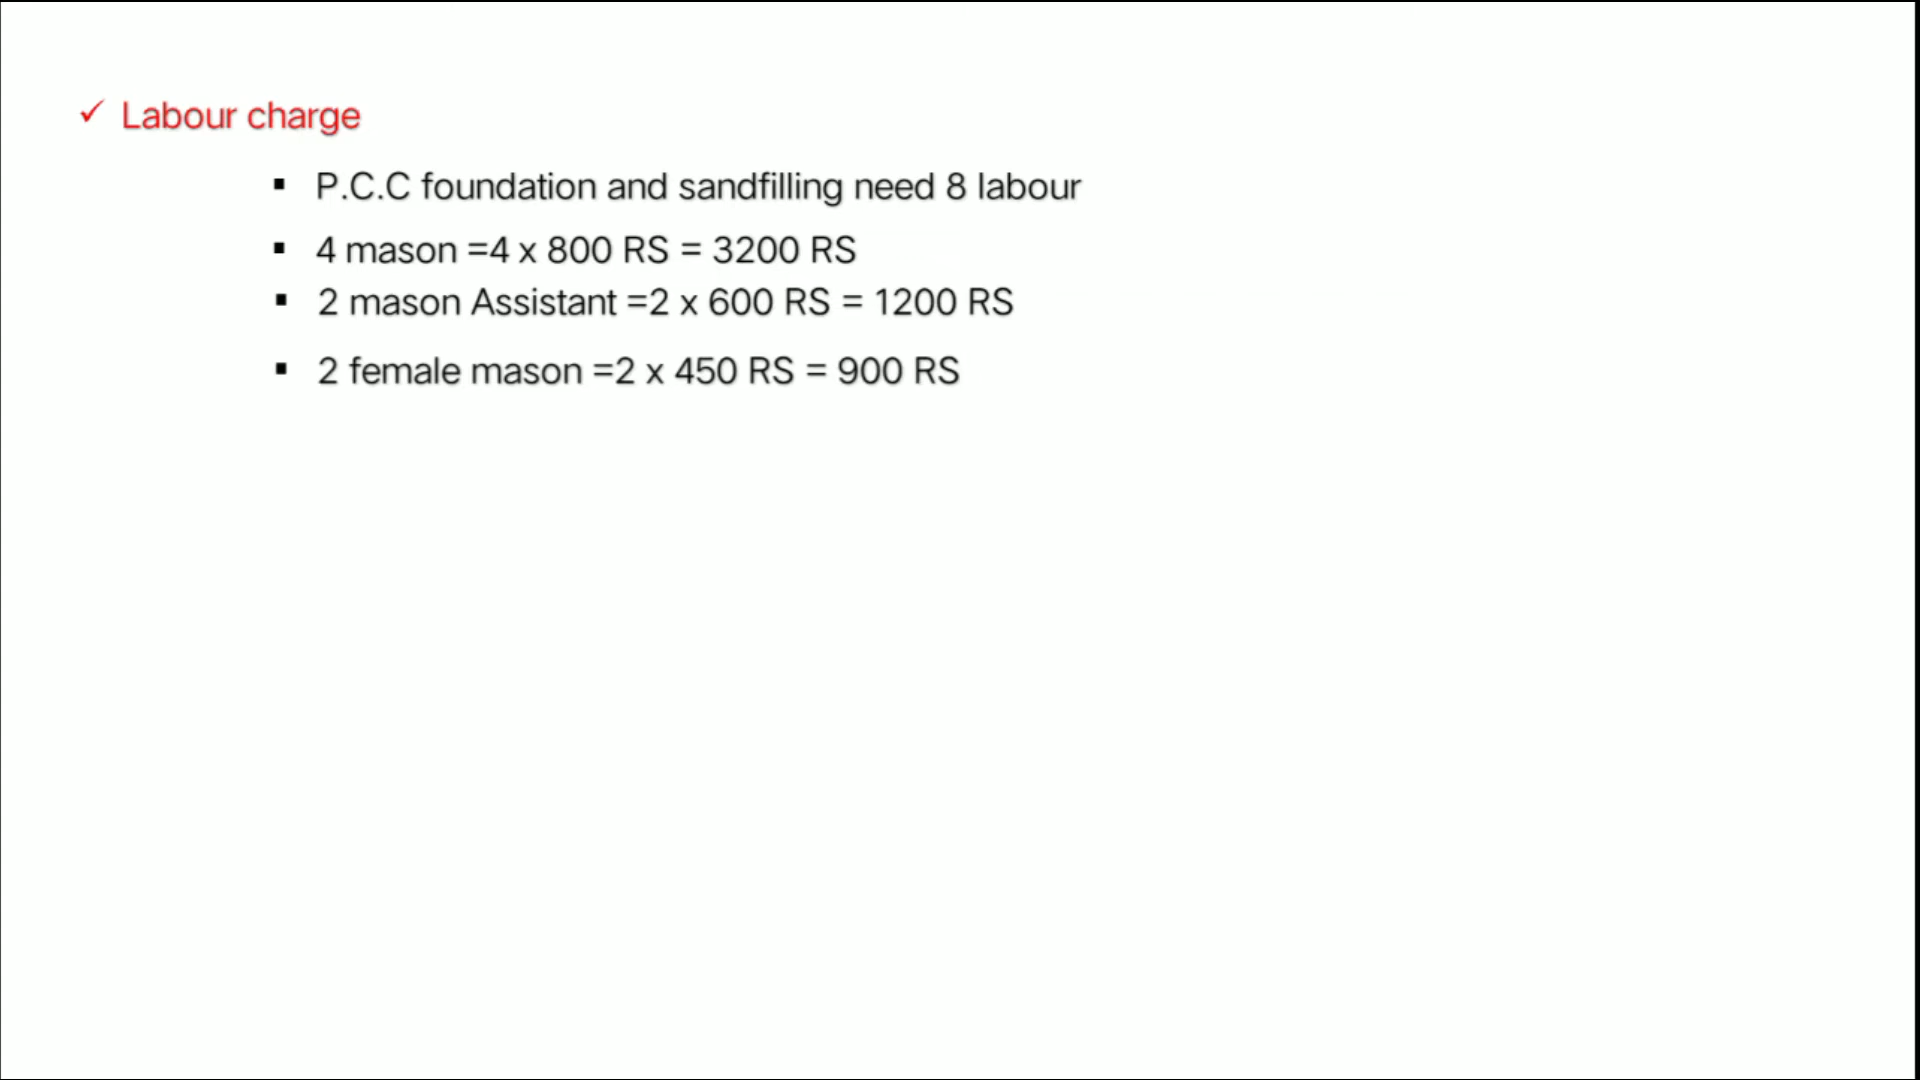 ✓ Labour charge
▪ P.C.C foundation and sandfilling need 8 labour
▪ 4 mason =4 x 800 RS = 3200 RS
▪ 2 mason Assistant =2 x 600 RS = 1200 RS
▪ 2 female mason =2 x 450 RS = 900 RS